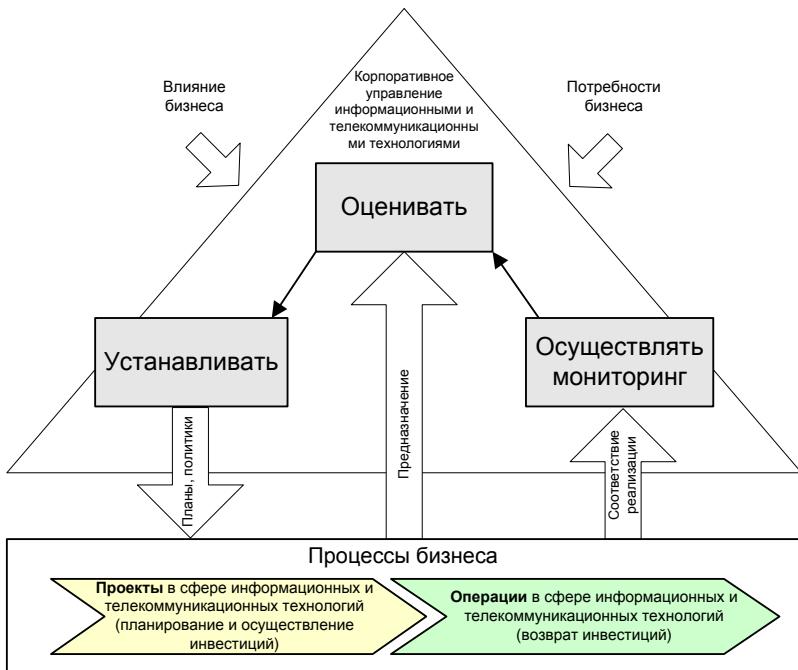 Влияние
бизнеса
Корпоративное
управление
информационными и
телекоммуникационны
ми технологиями
Потребности
бизнеса
Оценивать
Устанавливать
Осуществлять
мониторинг
Планы, политики
Предназначение
Соответствие
реализации
Процессы бизнеса
Проекты в сфере информационных и
телекоммуникационных технологий
(планирование и осуществление
инвестиций)
Операции в сфере информационных и
телекоммуникационных технологий
(возврат инвестиций)